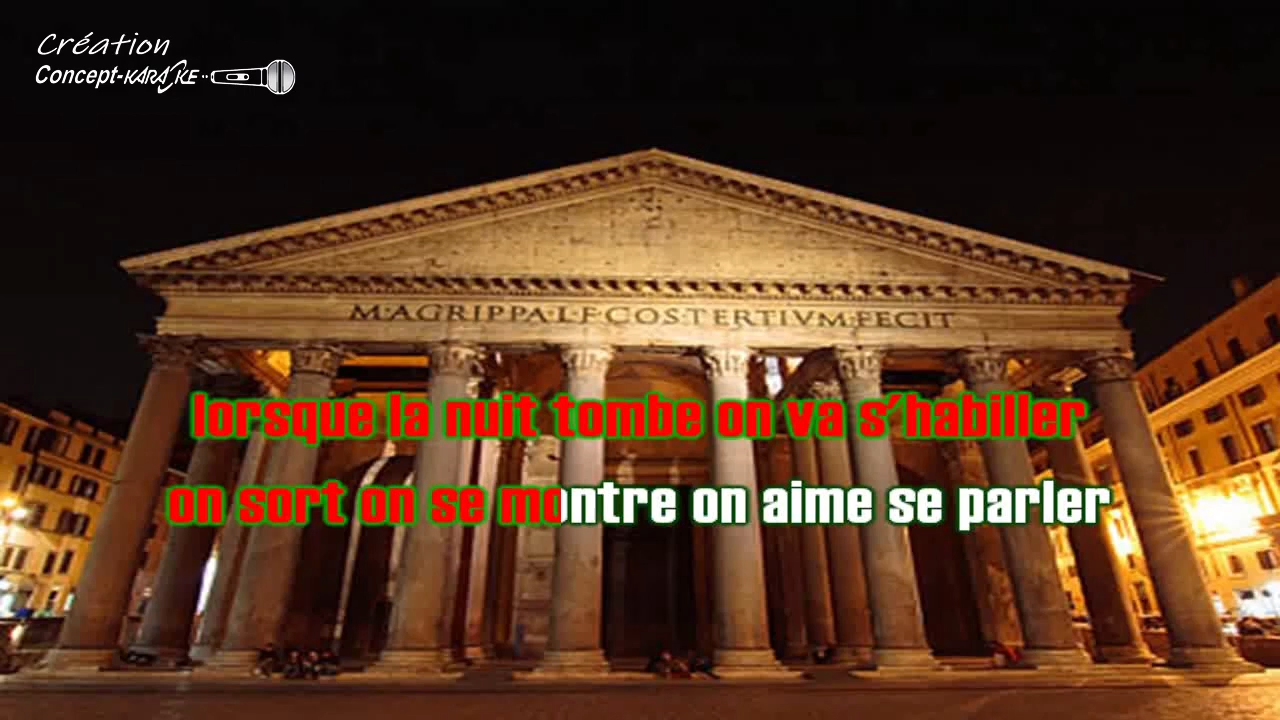 Création
Concept-KARAOKE
M·AGRIPPA·L·F·COS·TERTIVM·FECIT
lorsque la nuit tombe on va s'habiller
on sort on se montre on aime se parler